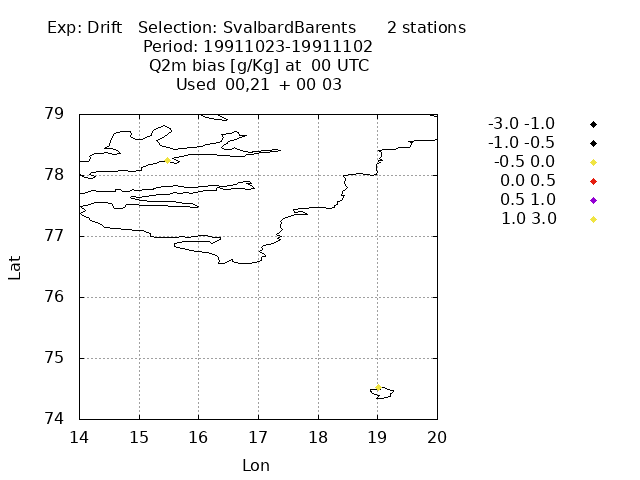 Exp: Drift   Selection: SvalbardBarents      2 stations
Period: 19911023-19911102
Q2m bias [g/Kg] at  00 UTC
Used  00,21  + 00 03
79
78
77
76
75
74
Lat
14 15 16 17 18 19 20
Lon
-3.0 -1.0
-1.0 -0.5
-0.5 0.0
0.0 0.5
0.5 1.0
1.0 3.0